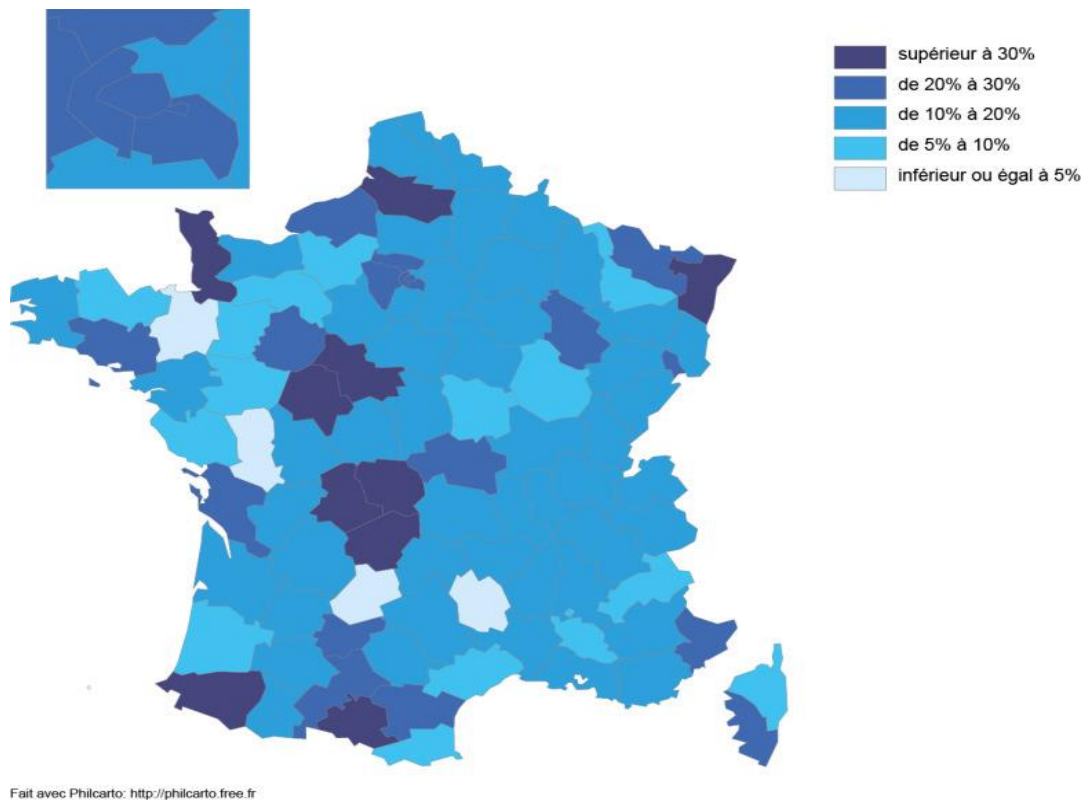 supérieur à 30%
de 20% à 30%
de 10% à 20%
de 5% à 10%
inférieur ou égal à 5%
Fait avec Philcarto: http://philcarto.free.fr